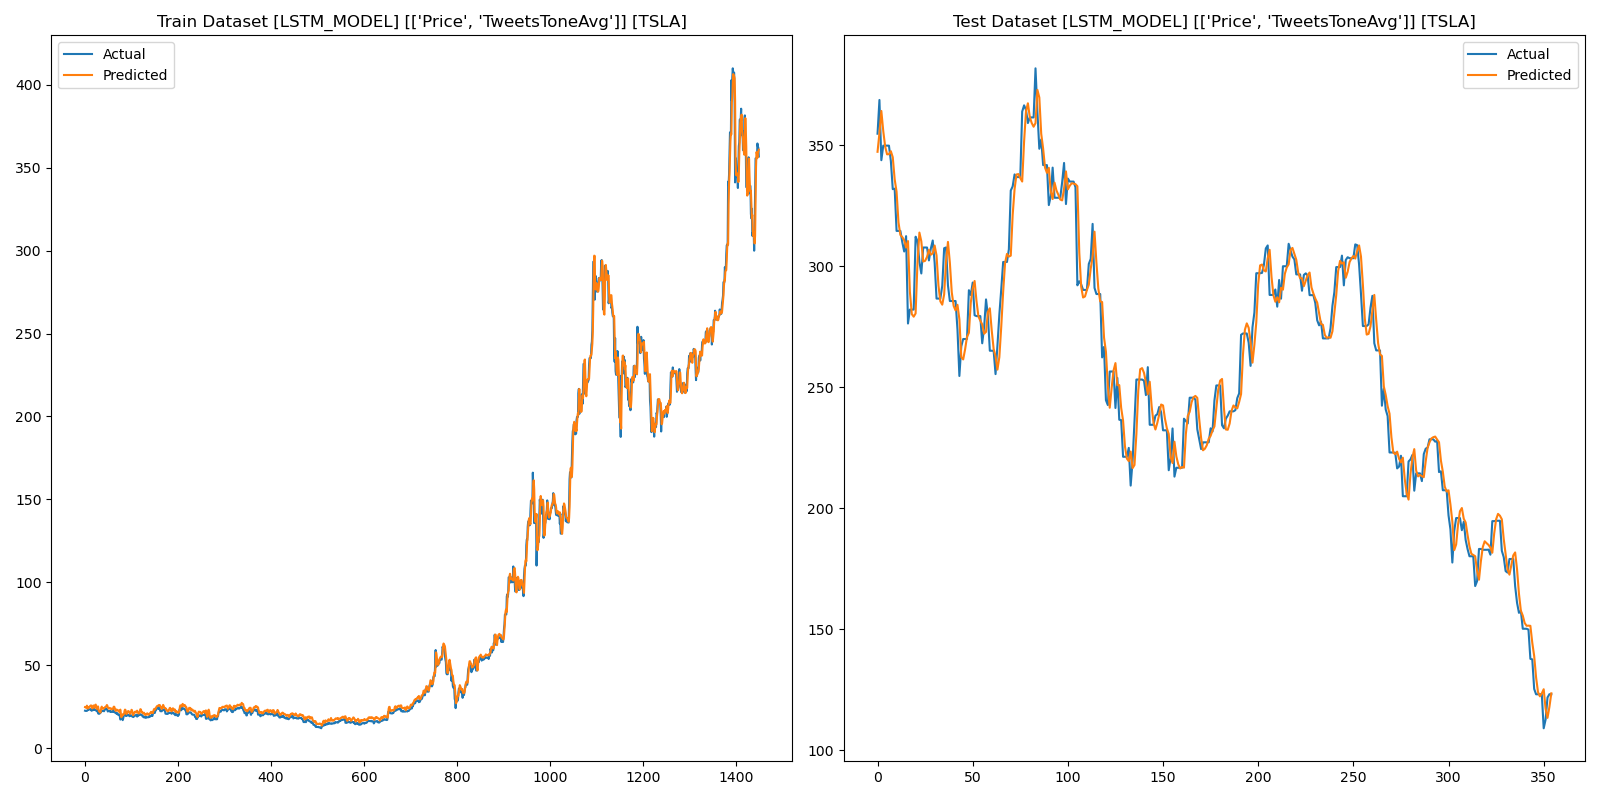 Train Dataset [LSTM_MODEL] [['Price', 'TweetsToneAvg']] [TSLA]
Actual
Predicted
400
350
300
250
200
150
100
50
0
0 200 400 600 800 1000 1200 1400
Test Dataset [LSTM_MODEL] [['Price', 'TweetsToneAvg']] [TSLA]
Actual
Predicted
350
300
250
200
150
100
0 50 100 150 200 250 300 350